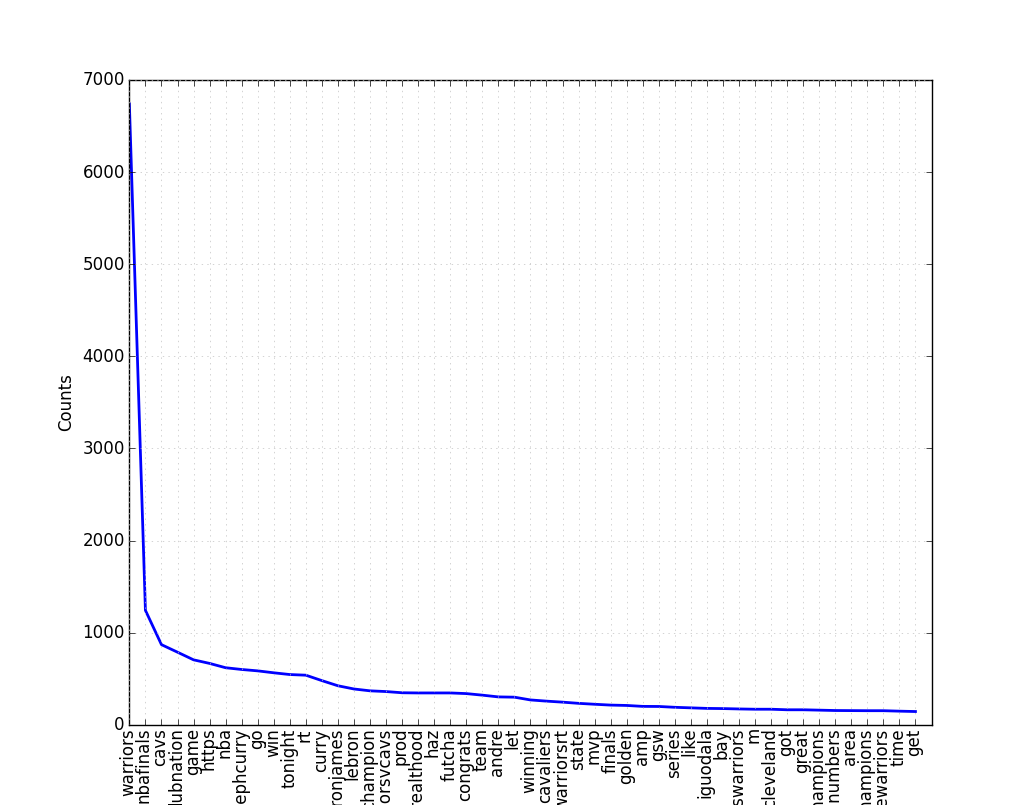 7000
6000
5000
4000
3000
2000
1000
0
Counts
warriors
nbafinals
cavs
lubnation
game
https
nba
ephcurry
go
win
tonight
rt
curry
ronjames
lebron
champion
orsvcavs
prod
realthood
haz
futcha
congrats
team
andre
let
winning
cavaliers
warriorsrt
state
mvp
finals
golden
amp
gsw
series
like
iguodala
bay
swarriors
m
cleveland
got
great
hampions
numbers
area
hampions
ewarriors
time
get